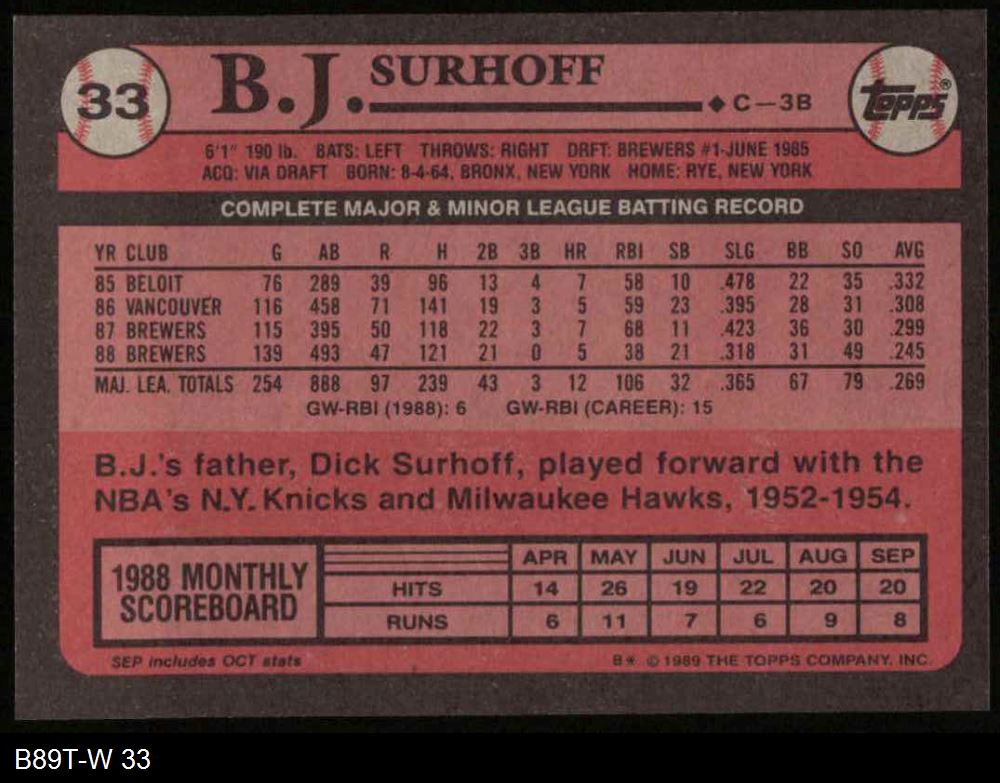 33 B.J. SURHOFF ◆ C—3B Topps®
6'1" 190 lb. BATS: LEFT THROWS: RIGHT DRFT: BREWERS #1-JUNE 1985
ACQ: VIA DRAFT BORN: 8-4-64, BRONX, NEW YORK HOME: RYE, NEW YORK
COMPLETE MAJOR & MINOR LEAGUE BATTING RECORD
YR CLUB G AB R H 2B 3B HR RBI SB SLG BB SO AVG
85 BELOIT 76 289 39 96 13 4 7 58 10 .478 22 35 .332
86 VANCOUVER 116 458 71 141 19 3 5 59 23 .395 28 31 .308
87 BREWERS 115 395 50 118 22 3 7 68 11 .423 36 30 .299
88 BREWERS 139 493 47 121 21 0 5 38 21 .318 31 49 .245
MAJ. LEA. TOTALS 254 888 97 239 43 3 12 106 32 .365 67 79 .269
GW-RBI (1988): 6 GW-RBI (CAREER): 15
B.J.'s father, Dick Surhoff, played forward with the
NBA's N.Y. Knicks and Milwaukee Hawks, 1952-1954.
1988 MONTHLY
SCOREBOARD
APR MAY JUN JUL AUG SEP
HITS 14 26 19 22 20 20
RUNS 6 11 7 6 9 8
SEP includes OCT stats B* © 1989 THE TOPPS COMPANY, INC.
B89T-W 33